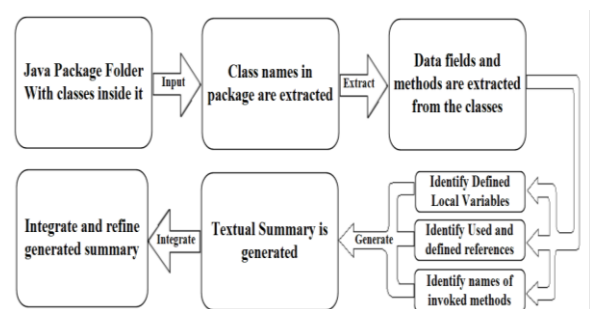 Java Package Folder
With classes inside it
Input
Class names in
package are extracted
Extract
Data fields and
methods are extracted
from the classes
Identify Defined
Local Variables
Identify Used and
defined references
Identify names of
invoked methods
Generate
Textual Summary is
generated
Integrate
Integrate and refine
generated summary